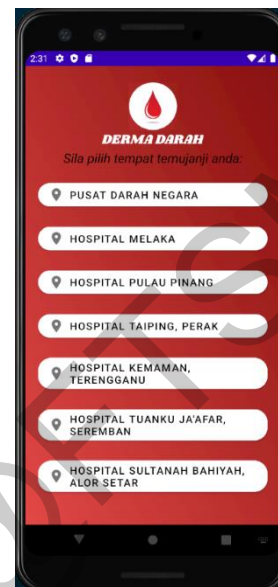 2:31
DERMA DARAH
Sila pilih tempat temujanji anda:
PUSAT DARAH NEGARA
HOSPITAL MELAKA
HOSPITAL PULAU PINANG
HOSPITAL TAIPING, PERAK
HOSPITAL KEMAMAN,
TERENGGANU
HOSPITAL TUANKU JA'AFAR,
SEREMBAN
HOSPITAL SULTANAH BAHIYAH,
ALOR SETAR